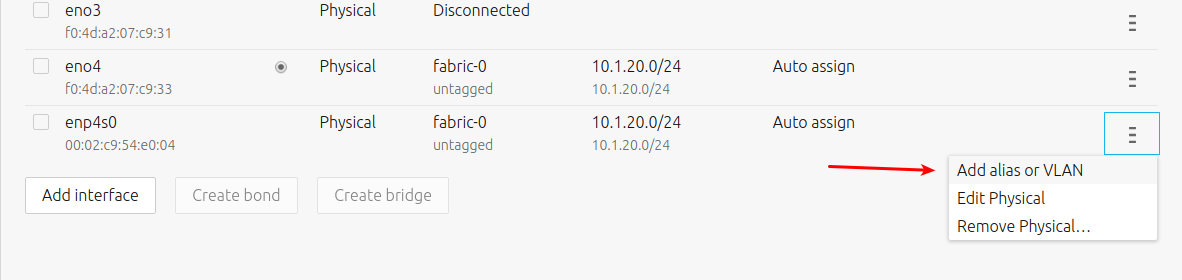 eno3 Physical Disconnected
f0:4d:a2:07:c9:31
eno4 Physical fabric-0 10.1.20.0/24 Auto assign
f0:4d:a2:07:c9:33 untagged 10.1.20.0/24
enp4s0 Physical fabric-0 10.1.20.0/24 Auto assign
00:02:c9:54:e0:04 untagged 10.1.20.0/24
Add alias or VLAN
Add interface Create bond Create bridge Edit Physical
Remove Physical...